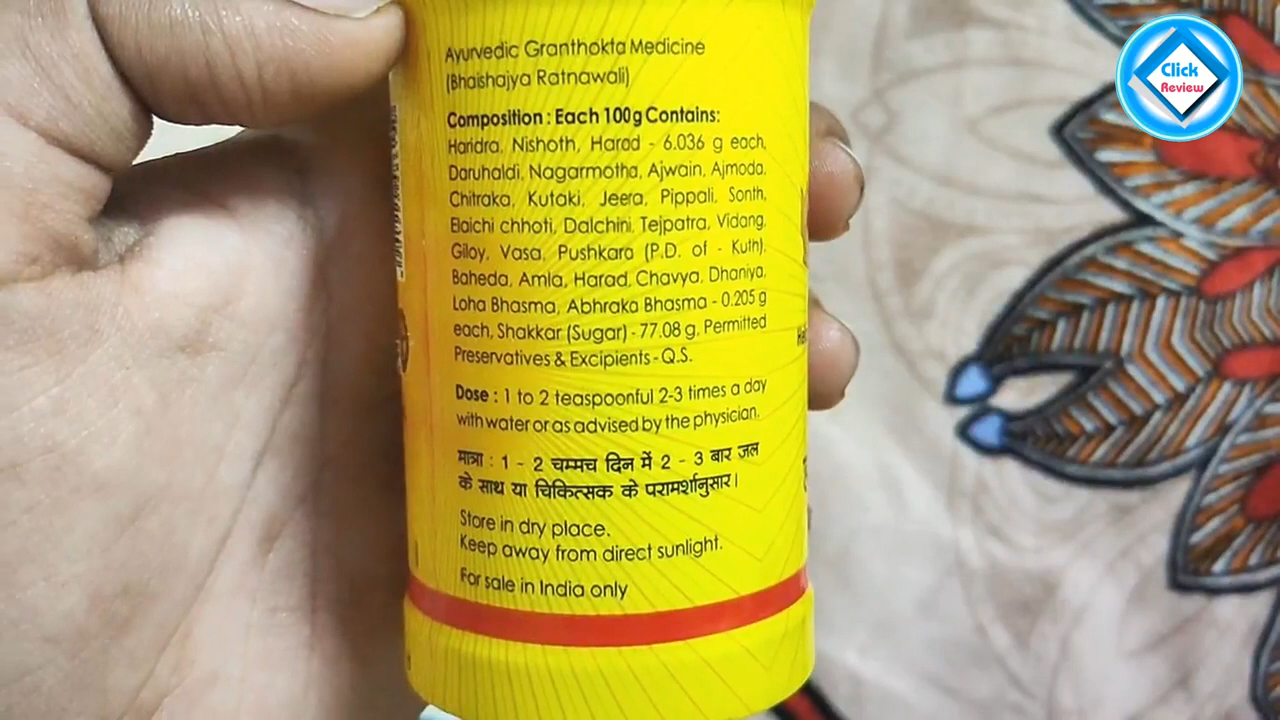 Ayurvedic Granthokta Medicine
(Bhaishajya Ratnawali)
Composition : Each 100g Contains:
Haridra, Nishoth, Harad - 6.036 g each,
Daruhaldi, Nagarmotha, Ajwain, Ajmoda,
Chitraka, Kutaki, Jeera, Pippali, Sonth,
Elaichi chhoti, Dalchini, Tejpatra, Vidang,
Giloy, Vasa, Pushkara (P.D. of - Kuth),
Baheda, Amla, Harad, Chavya, Dhaniya,
Loha Bhasma, Abhraka Bhasma - 0.205 g
each, Shakkar (Sugar) - 77.08 g, Permitted
Preservatives & Excipients - Q.S.
Dose : 1 to 2 teaspoonful 2-3 times a day
with water or as advised by the physician.
मात्रा : 1 - 2 चम्मच दिन में 2 - 3 बार जल
के साथ या चिकित्सक के परामर्शानुसार।
Store in dry place.
Keep away from direct sunlight.
For sale in India only
Click
Review